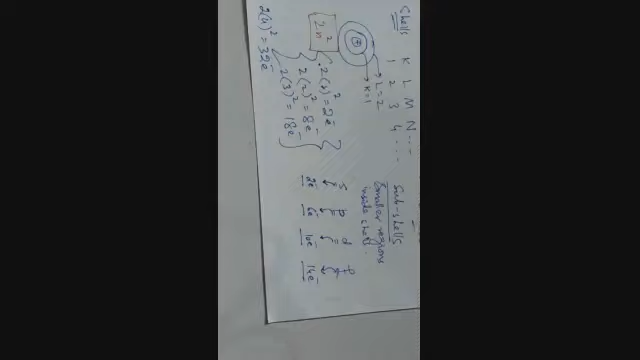 Shells K L M N ...
1 2 3 4 ...
L=2
K=1
+
2n²
2(1)² = 2e⁻
2(2)² = 8e⁻
2(3)² = 18e⁻
2(4)² = 32e⁻
Sub-shells
Smaller regions
inside shell.
s p d f
2e⁻ 6e⁻ 10e⁻ 14e⁻